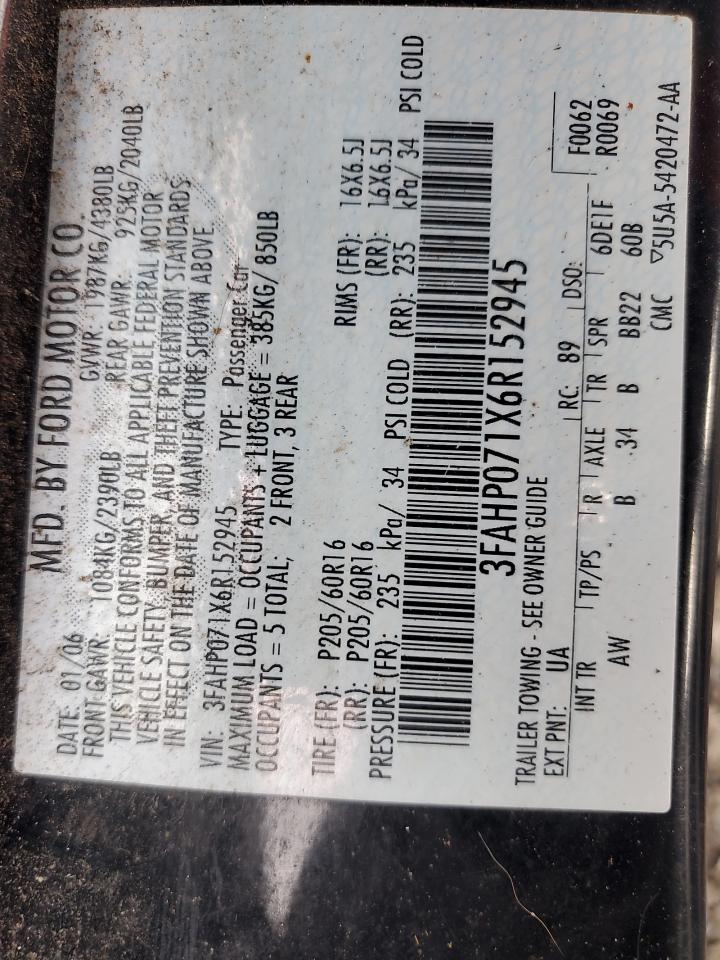 MFD. BY FORD MOTOR CO.
DATE: 01/06 GVWR: 1987KG/4380LB
FRONT GAWR: 1084KG/2390LB REAR GAWR: 925KG/2040LB
THIS VEHICLE CONFORMS TO ALL APPLICABLE FEDERAL MOTOR
VEHICLE SAFETY, BUMPER, AND THEFT PREVENTION STANDARDS
IN EFFECT ON THE DATE OF MANUFACTURE SHOWN ABOVE.
VIN: 3FAHP071X6R152945 TYPE: Passenger Car
MAXIMUM LOAD = OCCUPANTS + LUGGAGE = 385KG/ 850LB
OCCUPANTS = 5 TOTAL; 2 FRONT, 3 REAR
TIRE (FR): P205/60R16 RIMS (FR): 16X6.5J
(RR): P205/60R16 (RR): 16X6.5J
PRESSURE (FR): 235 kPa/ 34 PSI COLD (RR): 235 kPa/ 34 PSI COLD
3FAHP071X6R152945
TRAILER TOWING - SEE OWNER GUIDE
EXT PNT: UA RC: 89 DSO: F0062
R0069
INT TR TP/PS R AXLE TR SPR 6DE1F
AW B 34 B BB22 60B
CMC ▽5U5A-5420472-AA